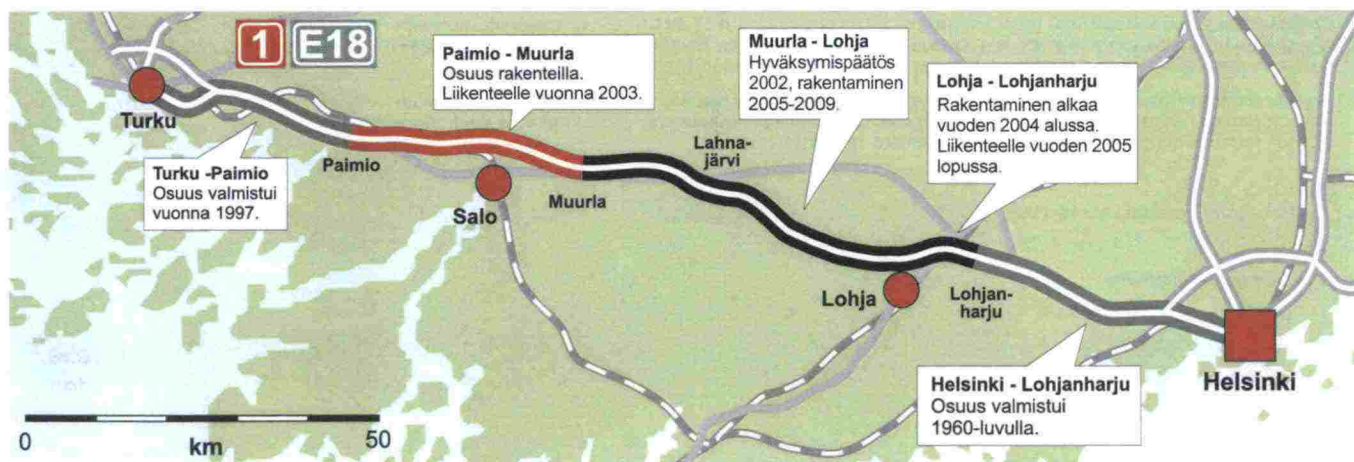 1 E18
Turku
Turku -Paimio
Osuus valmistui
vuonna 1997.
Paimio
Paimio - Muurla
Osuus rakenteilla.
Liikenteelle vuonna 2003.
Salo
Muurla
Muurla - Lohja
Hyväksymispäätös
2002, rakentaminen
2005-2009.
Lahna-
järvi
Lohja - Lohjanharju
Rakentaminen alkaa
vuoden 2004 alussa.
Liikenteelle vuoden 2005
lopussa.
Lohja
Lohjan-
harju
Helsinki
Helsinki - Lohjanharju
Osuus valmistui
1960-luvulla.
0 km 50